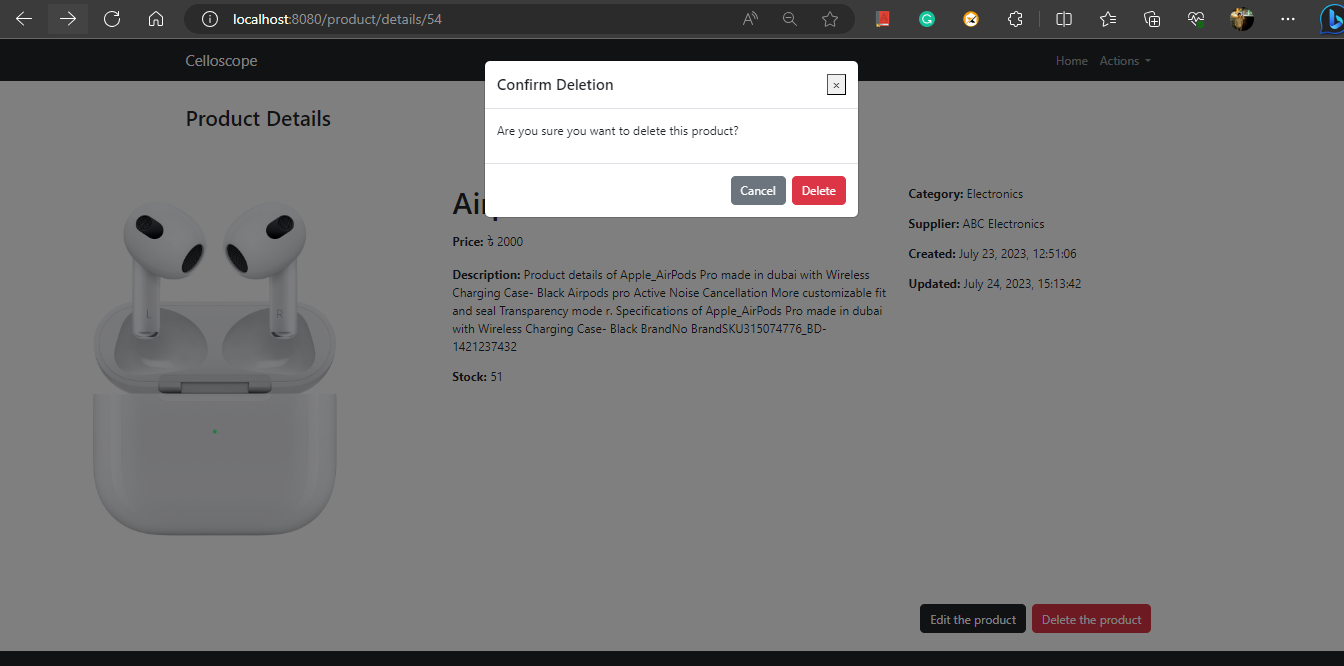 localhost:8080/product/details/54
Celloscope
Home Actions
Confirm Deletion
×
Are you sure you want to delete this product?
Cancel Delete
Product Details
L R
Price: ৳ 2000
Description: Product details of Apple_AirPods Pro made in dubai with Wireless
Charging Case- Black Airpods pro Active Noise Cancellation More customizable fit
and seal Transparency mode r. Specifications of Apple_AirPods Pro made in dubai
with Wireless Charging Case- Black BrandNo BrandSKU315074776_BD-
1421237432
Stock: 51
Category: Electronics
Supplier: ABC Electronics
Created: July 23, 2023, 12:51:06
Updated: July 24, 2023, 15:13:42
Edit the product Delete the product